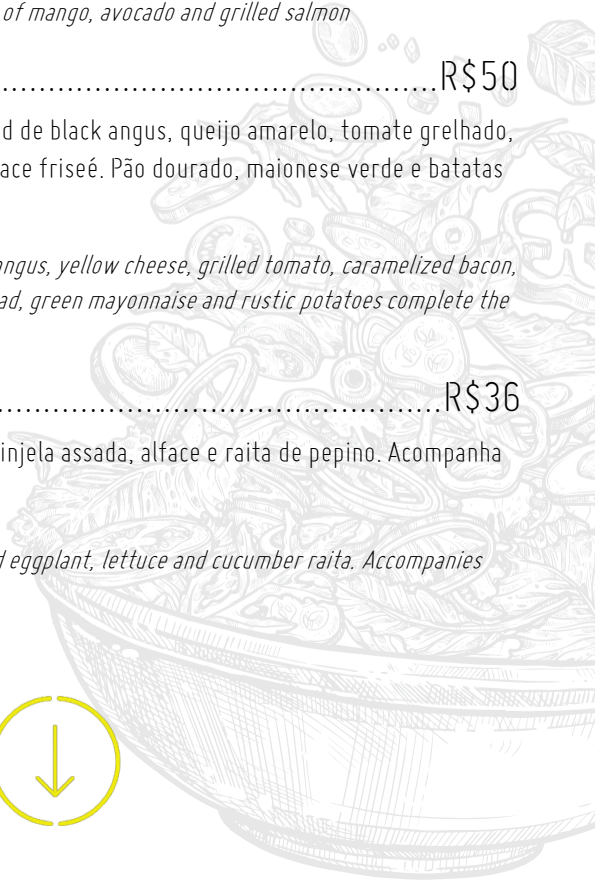 of mango, avocado and grilled salmon
R$50
d de black angus, queijo amarelo, tomate grelhado,
ace friseé. Pão dourado, maionese verde e batatas
angus, yellow cheese, grilled tomato, caramelized bacon,
ad, green mayonnaise and rustic potatoes complete the
R$36
injela assada, alface e raita de pepino. Acompanha
d eggplant, lettuce and cucumber raita. Accompanies